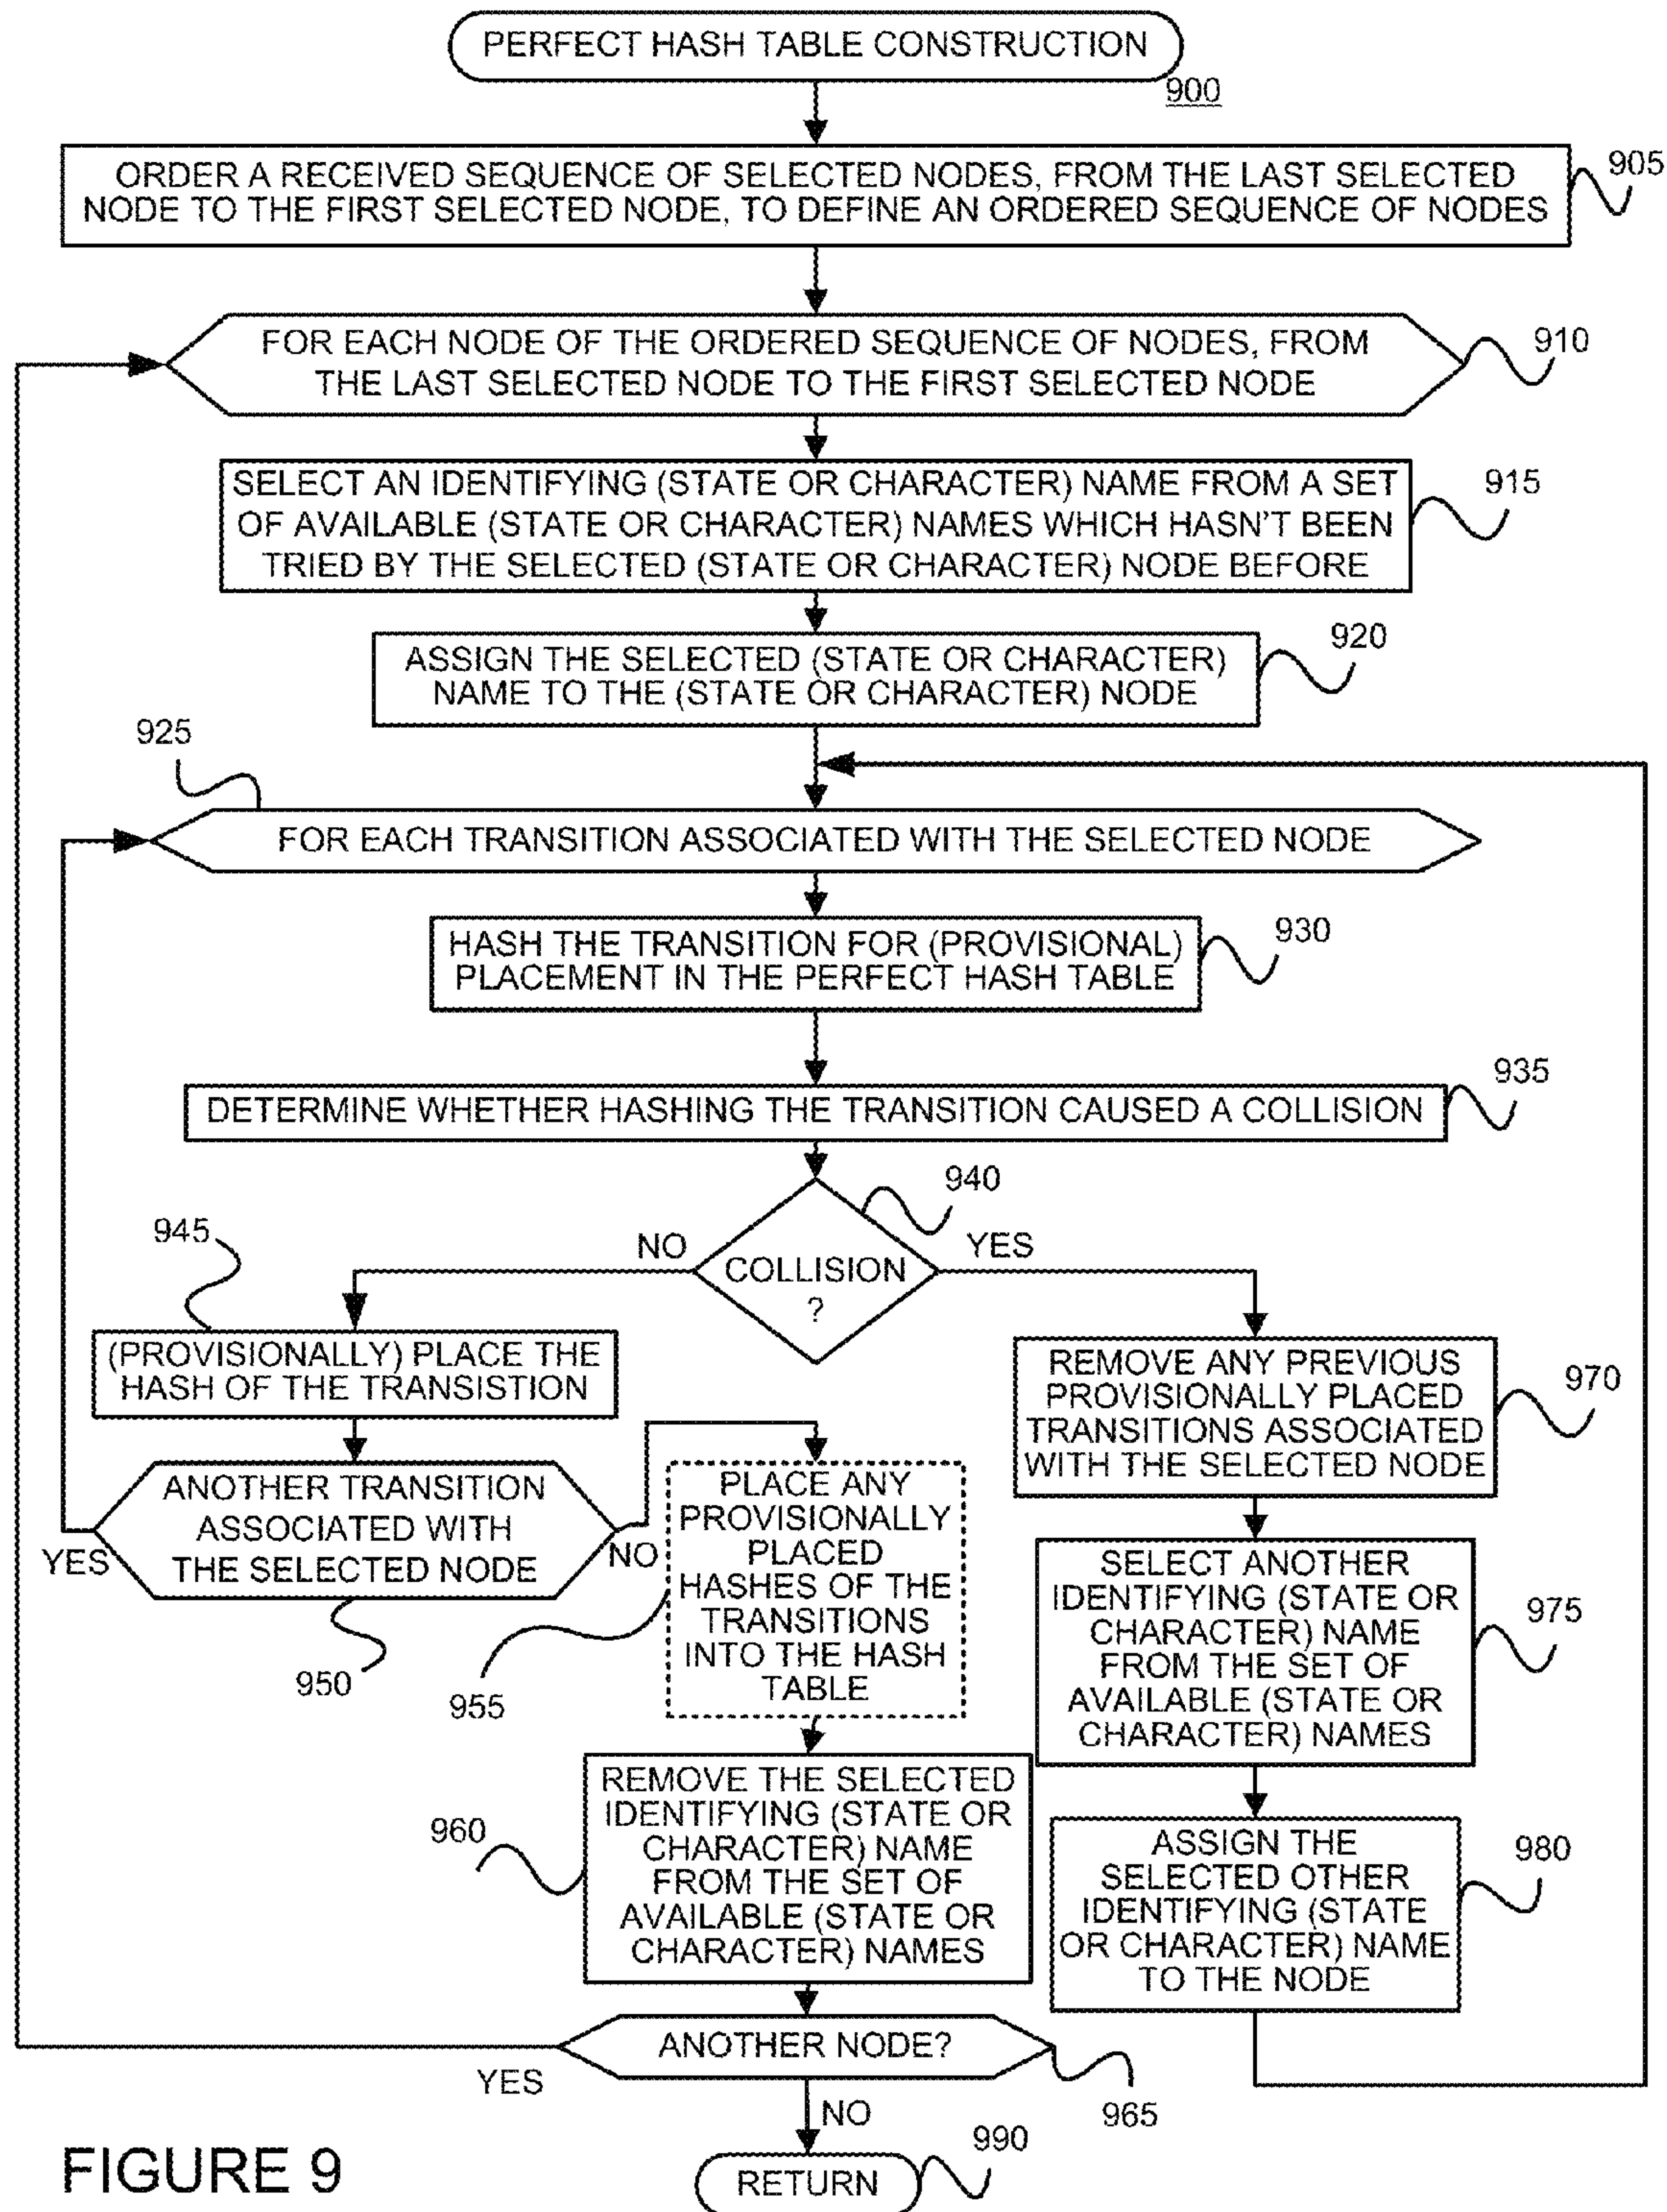 PERFECT HASH TABLE CONSTRUCTION
900
ORDER A RECEIVED SEQUENCE OF SELECTED NODES, FROM THE LAST SELECTED
NODE TO THE FIRST SELECTED NODE, TO DEFINE AN ORDERED SEQUENCE OF NODES
905
FOR EACH NODE OF THE ORDERED SEQUENCE OF NODES, FROM
THE LAST SELECTED NODE TO THE FIRST SELECTED NODE
910
SELECT AN IDENTIFYING (STATE OR CHARACTER) NAME FROM A SET
OF AVAILABLE (STATE OR CHARACTER) NAMES WHICH HASN'T BEEN
TRIED BY THE SELECTED (STATE OR CHARACTER) NODE BEFORE
915
ASSIGN THE SELECTED (STATE OR CHARACTER)
NAME TO THE (STATE OR CHARACTER) NODE
920
925
FOR EACH TRANSITION ASSOCIATED WITH THE SELECTED NODE
HASH THE TRANSITION FOR (PROVISIONAL)
PLACEMENT IN THE PERFECT HASH TABLE
930
DETERMINE WHETHER HASHING THE TRANSITION CAUSED A COLLISION
935
940
COLLISION
?
NO
YES
945
(PROVISIONALLY) PLACE THE
HASH OF THE TRANSISTION
ANOTHER TRANSITION
ASSOCIATED WITH
THE SELECTED NODE
YES
NO
950
PLACE ANY
PROVISIONALLY
PLACED
HASHES OF THE
TRANSITIONS
INTO THE HASH
TABLE
955
REMOVE THE SELECTED
IDENTIFYING (STATE OR
CHARACTER) NAME
FROM THE SET OF
AVAILABLE (STATE OR
CHARACTER) NAMES
960
REMOVE ANY PREVIOUS
PROVISIONALLY PLACED
TRANSITIONS ASSOCIATED
WITH THE SELECTED NODE
970
SELECT ANOTHER
IDENTIFYING (STATE OR
CHARACTER) NAME
FROM THE SET OF
AVAILABLE (STATE OR
CHARACTER) NAMES
975
ASSIGN THE
SELECTED OTHER
IDENTIFYING (STATE
OR CHARACTER) NAME
TO THE NODE
980
ANOTHER NODE?
YES
965
NO
RETURN
990
FIGURE 9